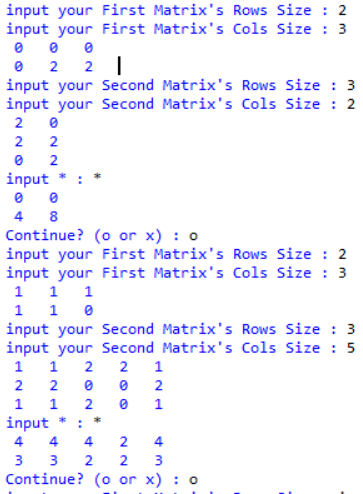 input your First Matrix's Rows Size : 2
input your First Matrix's Cols Size : 3
0 0 0
0 2 2
input your Second Matrix's Rows Size : 3
input your Second Matrix's Cols Size : 2
2 0
2 2
0 2
input * : *
0 0
4 8
Continue? (o or x) : o
input your First Matrix's Rows Size : 2
input your First Matrix's Cols Size : 3
1 1 1
1 1 0
input your Second Matrix's Rows Size : 3
input your Second Matrix's Cols Size : 5
1 1 2 2 1
2 2 0 0 2
1 1 2 0 1
input * : *
4 4 4 2 4
3 3 2 2 3
Continue? (o or x) : o